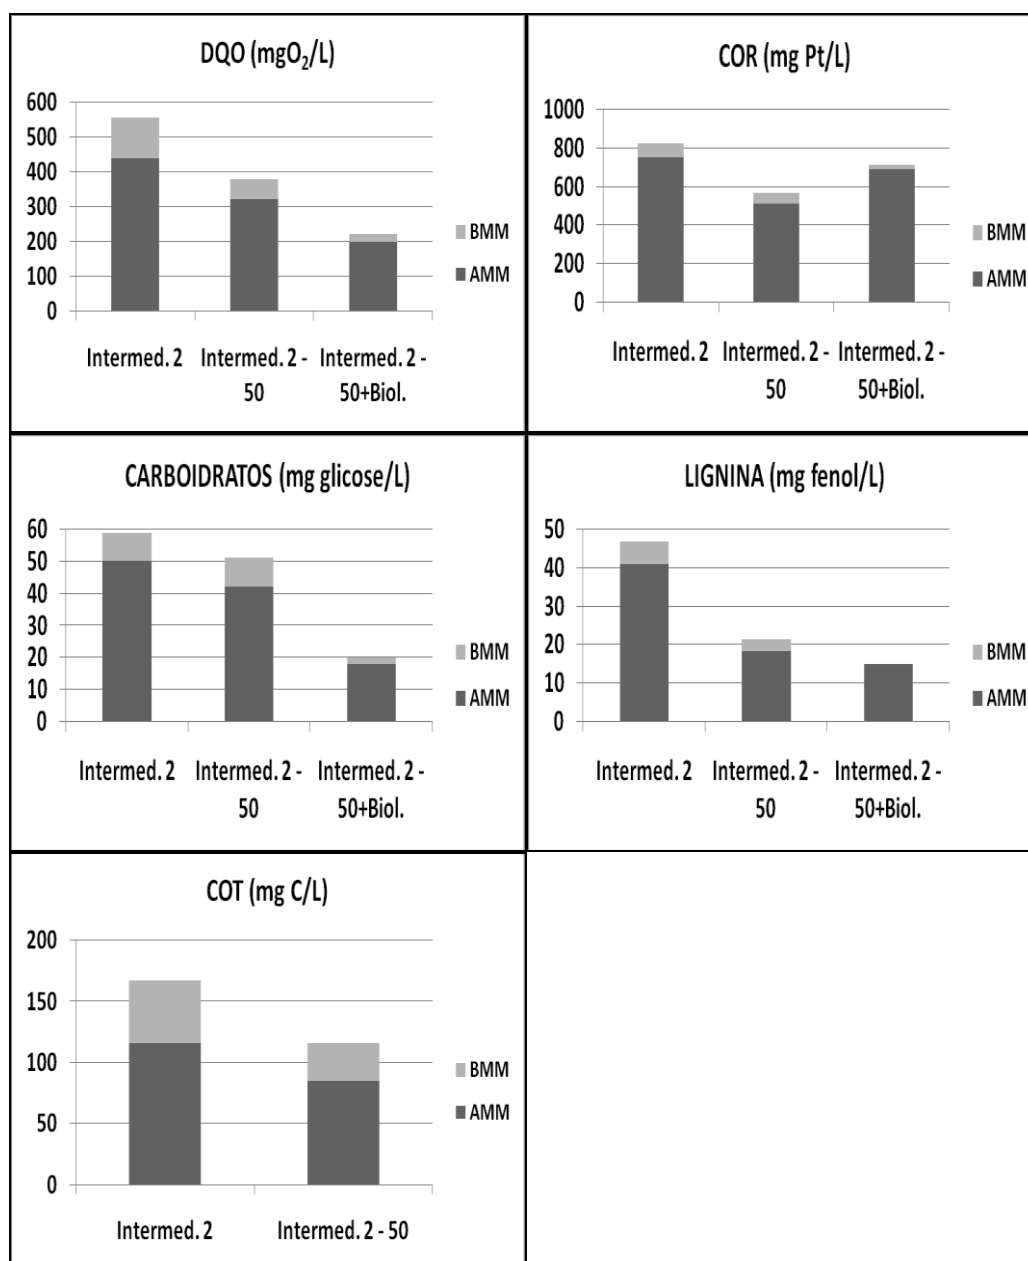 DQO (mgO₂/L)
600
500
400
300
200
100
0
BMM
AMM
Intermed. 2
Intermed. 2 -
50
Intermed. 2 -
50+Biol.
COR (mg Pt/L)
1000
800
600
400
200
0
BMM
AMM
Intermed. 2
Intermed. 2 -
50
Intermed. 2 -
50+Biol.
CARBOIDRATOS (mg glicose/L)
60
50
40
30
20
10
0
BMM
AMM
Intermed. 2
Intermed. 2 -
50
Intermed. 2 -
50+Biol.
LIGNINA (mg fenol/L)
50
40
30
20
10
0
BMM
AMM
Intermed. 2
Intermed. 2 -
50
Intermed. 2 -
50+Biol.
COT (mg C/L)
200
150
100
50
0
BMM
AMM
Intermed. 2
Intermed. 2 - 50